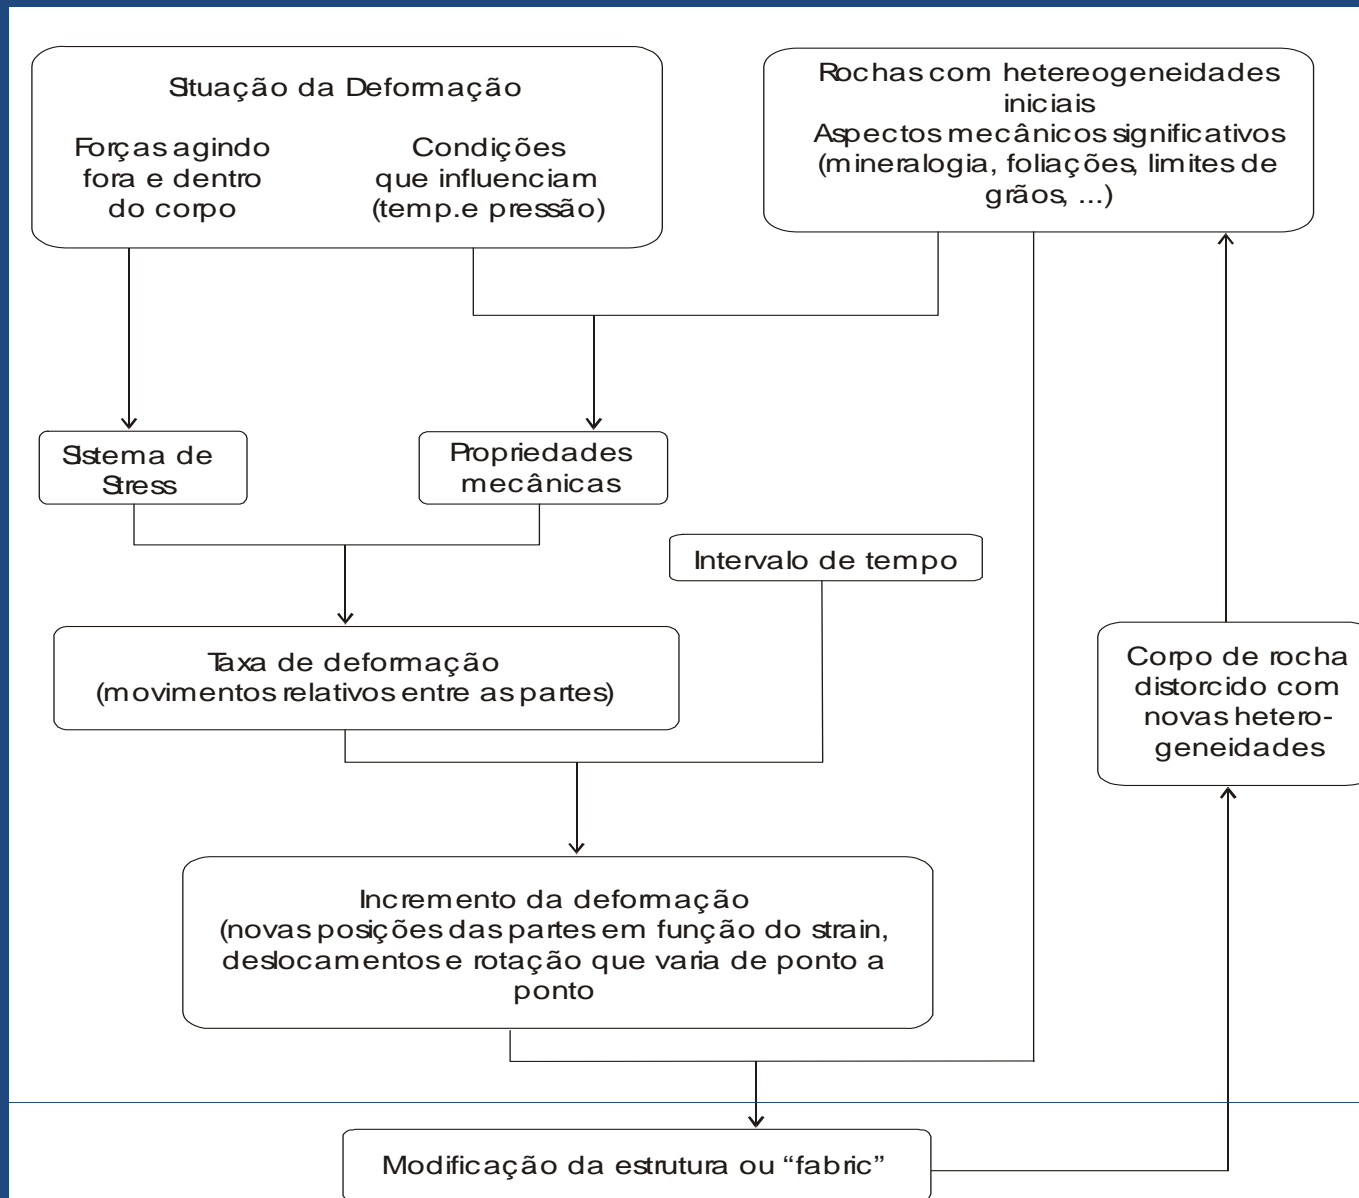 Situação da Deformação
Forças agindo
fora e dentro
do corpo
Condições
que influenciam
(temp.e pressão)
Rochas com hetereogeneidades
iniciais
Aspectos mecânicos significativos
(mineralogia, foliações, limites de
grãos, ...)
Sistema de
Stress
Propriedades
mecânicas
Intervalo de tempo
Taxa de deformação
(movimentos relativos entre as partes)
Corpo de rocha
distorcido com
novas hetero-
geneidades
Incremento da deformação
(novas posições das partes em função do strain,
deslocamentos e rotação que varia de ponto a
ponto
Modificação da estrutura ou “fabric”